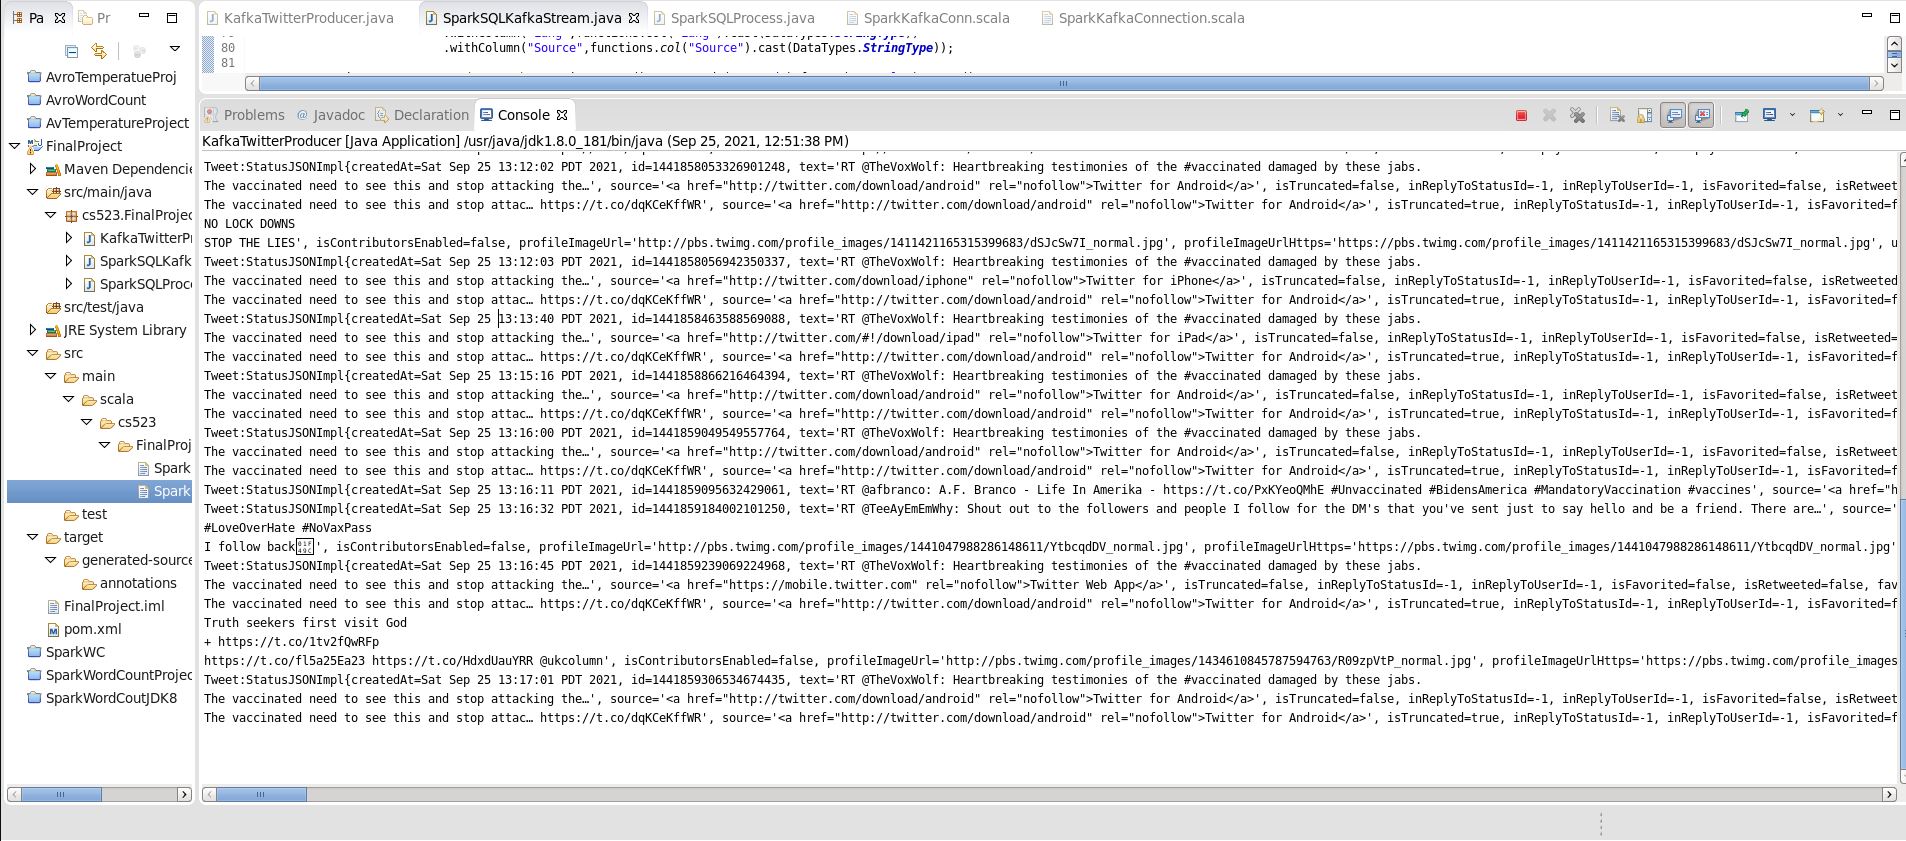 Pa
Pr
KafkaTwitterProducer.java
SparkSQLKafkaStream.java
SparkSQLProcess.java
SparkKafkaConn.scala
SparkKafkaConnection.scala
80 .withColumn("Source",functions.col("Source").cast(DataTypes.StringType));
81
AvroTemperatueProj
AvroWordCount
AvTemperatureProject
FinalProject
Maven Dependencie
src/main/java
cs523.FinalProjec
KafkaTwitterPr
SparkSQLKafk
SparkSQLProc
src/test/java
JRE System Library
src
main
scala
cs523
FinalProj
Spark
Spark
test
target
generated-source
annotations
FinalProject.iml
pom.xml
SparkWC
SparkWordCountProjec
SparkWordCoutJDK8
Problems @ Javadoc Declaration Console
KafkaTwitterProducer [Java Application] /usr/java/jdk1.8.0_181/bin/java (Sep 25, 2021, 12:51:38 PM)
Tweet:StatusJSONImpl{createdAt=Sat Sep 25 13:12:02 PDT 2021, id=1441858053326901248, text='RT @TheVoxWolf: Heartbreaking testimonies of the #vaccinated damaged by these jabs.
The vaccinated need to see this and stop attacking the…', source='<a href="http://twitter.com/download/android" rel="nofollow">Twitter for Android</a>', isTruncated=false, inReplyToStatusId=-1, inReplyToUserId=-1, isFavorited=false, isRetweet
The vaccinated need to see this and stop attac… https://t.co/dqKCeKffWR', source='<a href="http://twitter.com/download/android" rel="nofollow">Twitter for Android</a>', isTruncated=true, inReplyToStatusId=-1, inReplyToUserId=-1, isFavorited=f
NO LOCK DOWNS
STOP THE LIES', isContributorsEnabled=false, profileImageUrl='http://pbs.twimg.com/profile_images/1411421165315399683/dSJcSw7I_normal.jpg', profileImageUrlHttps='https://pbs.twimg.com/profile_images/1411421165315399683/dSJcSw7I_normal.jpg', u
Tweet:StatusJSONImpl{createdAt=Sat Sep 25 13:12:03 PDT 2021, id=1441858056942350337, text='RT @TheVoxWolf: Heartbreaking testimonies of the #vaccinated damaged by these jabs.
The vaccinated need to see this and stop attacking the…', source='<a href="http://twitter.com/download/iphone" rel="nofollow">Twitter for iPhone</a>', isTruncated=false, inReplyToStatusId=-1, inReplyToUserId=-1, isFavorited=false, isRetweeted
The vaccinated need to see this and stop attac… https://t.co/dqKCeKffWR', source='<a href="http://twitter.com/download/android" rel="nofollow">Twitter for Android</a>', isTruncated=true, inReplyToStatusId=-1, inReplyToUserId=-1, isFavorited=f
Tweet:StatusJSONImpl{createdAt=Sat Sep 25 13:13:40 PDT 2021, id=1441858463588569088, text='RT @TheVoxWolf: Heartbreaking testimonies of the #vaccinated damaged by these jabs.
The vaccinated need to see this and stop attacking the…', source='<a href="http://twitter.com/#!/download/ipad" rel="nofollow">Twitter for iPad</a>', isTruncated=false, inReplyToStatusId=-1, inReplyToUserId=-1, isFavorited=false, isRetweeted=
The vaccinated need to see this and stop attac… https://t.co/dqKCeKffWR', source='<a href="http://twitter.com/download/android" rel="nofollow">Twitter for Android</a>', isTruncated=true, inReplyToStatusId=-1, inReplyToUserId=-1, isFavorited=f
Tweet:StatusJSONImpl{createdAt=Sat Sep 25 13:15:16 PDT 2021, id=1441858866216464394, text='RT @TheVoxWolf: Heartbreaking testimonies of the #vaccinated damaged by these jabs.
The vaccinated need to see this and stop attacking the…', source='<a href="http://twitter.com/download/android" rel="nofollow">Twitter for Android</a>', isTruncated=false, inReplyToStatusId=-1, inReplyToUserId=-1, isFavorited=false, isRetweet
The vaccinated need to see this and stop attac… https://t.co/dqKCeKffWR', source='<a href="http://twitter.com/download/android" rel="nofollow">Twitter for Android</a>', isTruncated=true, inReplyToStatusId=-1, inReplyToUserId=-1, isFavorited=f
Tweet:StatusJSONImpl{createdAt=Sat Sep 25 13:16:00 PDT 2021, id=1441859049549557764, text='RT @TheVoxWolf: Heartbreaking testimonies of the #vaccinated damaged by these jabs.
The vaccinated need to see this and stop attacking the…', source='<a href="http://twitter.com/download/android" rel="nofollow">Twitter for Android</a>', isTruncated=false, inReplyToStatusId=-1, inReplyToUserId=-1, isFavorited=false, isRetweet
The vaccinated need to see this and stop attac… https://t.co/dqKCeKffWR', source='<a href="http://twitter.com/download/android" rel="nofollow">Twitter for Android</a>', isTruncated=true, inReplyToStatusId=-1, inReplyToUserId=-1, isFavorited=f
Tweet:StatusJSONImpl{createdAt=Sat Sep 25 13:16:11 PDT 2021, id=1441859095632429061, text='RT @afbranco: A.F. Branco - Life In Amerika - https://t.co/PxKYeoQMhE #Unvaccinated #BidensAmerica #MandatoryVaccination #vaccines', source='<a href="h
Tweet:StatusJSONImpl{createdAt=Sat Sep 25 13:16:32 PDT 2021, id=1441859184002101250, text='RT @TeeAyEmEmWhy: Shout out to the followers and people I follow for the DM's that you've sent just to say hello and be a friend. There are…', source='
#LoveOverHate #NoVaxPass
I follow back', isContributorsEnabled=false, profileImageUrl='http://pbs.twimg.com/profile_images/1441047988286148611/YtbcqdDV_normal.jpg', profileImageUrlHttps='https://pbs.twimg.com/profile_images/1441047988286148611/YtbcqdDV_normal.jpg'
Tweet:StatusJSONImpl{createdAt=Sat Sep 25 13:16:45 PDT 2021, id=1441859239069224968, text='RT @TheVoxWolf: Heartbreaking testimonies of the #vaccinated damaged by these jabs.
The vaccinated need to see this and stop attacking the…', source='<a href="https://mobile.twitter.com" rel="nofollow">Twitter Web App</a>', isTruncated=false, inReplyToStatusId=-1, inReplyToUserId=-1, isFavorited=false, isRetweeted=false, fav
The vaccinated need to see this and stop attac… https://t.co/dqKCeKffWR', source='<a href="http://twitter.com/download/android" rel="nofollow">Twitter for Android</a>', isTruncated=true, inReplyToStatusId=-1, inReplyToUserId=-1, isFavorited=f
Truth seekers first visit God
+ https://t.co/1tv2fQwRFp
https://t.co/fl5a25Ea23 https://t.co/HdxdUauYRR @ukcolumn', isContributorsEnabled=false, profileImageUrl='http://pbs.twimg.com/profile_images/1434610845787594763/R09zpVtP_normal.jpg', profileImageUrlHttps='https://pbs.twimg.com/profile_images
Tweet:StatusJSONImpl{createdAt=Sat Sep 25 13:17:01 PDT 2021, id=1441859306534674435, text='RT @TheVoxWolf: Heartbreaking testimonies of the #vaccinated damaged by these jabs.
The vaccinated need to see this and stop attacking the…', source='<a href="http://twitter.com/download/android" rel="nofollow">Twitter for Android</a>', isTruncated=false, inReplyToStatusId=-1, inReplyToUserId=-1, isFavorited=false, isRetweet
The vaccinated need to see this and stop attac… https://t.co/dqKCeKffWR', source='<a href="http://twitter.com/download/android" rel="nofollow">Twitter for Android</a>', isTruncated=true, inReplyToStatusId=-1, inReplyToUserId=-1, isFavorited=f